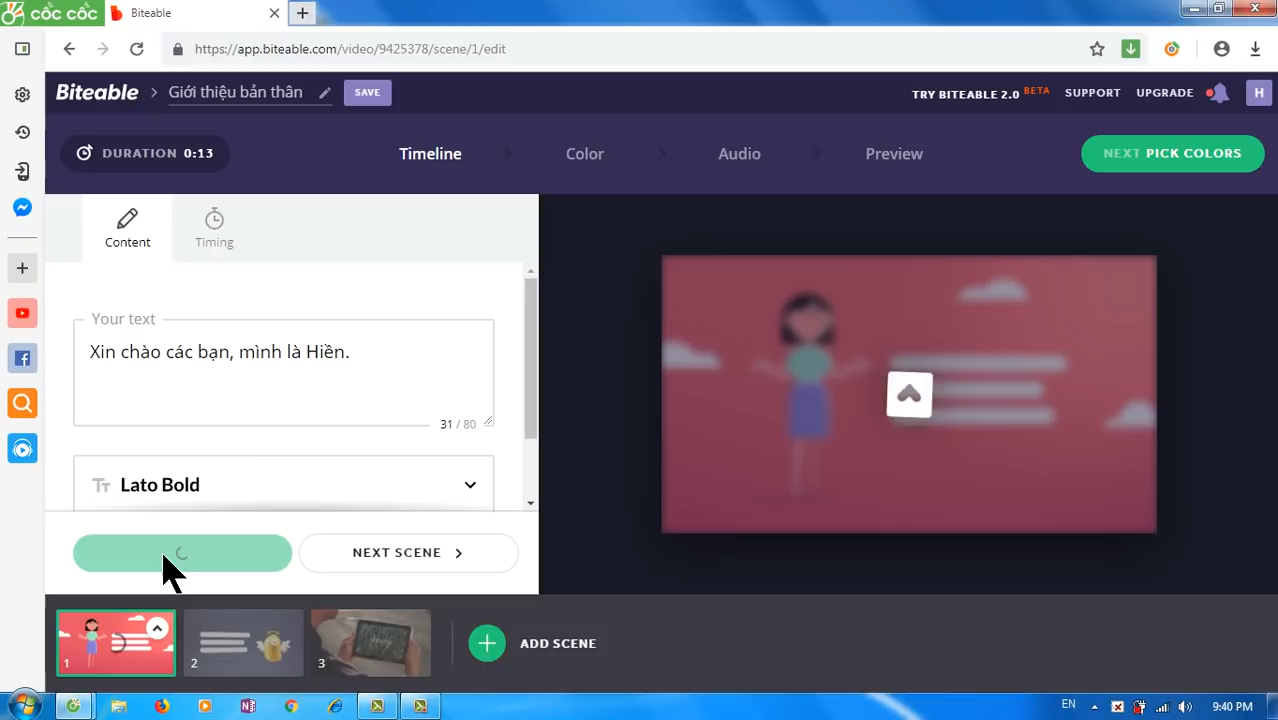 cốc cốc
Biteable
https://app.biteable.com/video/9425378/scene/1/edit
Biteable
Giới thiệu bản thân
SAVE
TRY BITEABLE 2.0 BETA
SUPPORT
UPGRADE
H
DURATION 0:13
Timeline
Color
Audio
Preview
NEXT PICK COLORS
Content
Timing
Your text
Xin chào các bạn, mình là Hiền.
31 / 80
Tт Lato Bold
NEXT SCENE
1
2
3
ADD SCENE
EN
9:40 PM